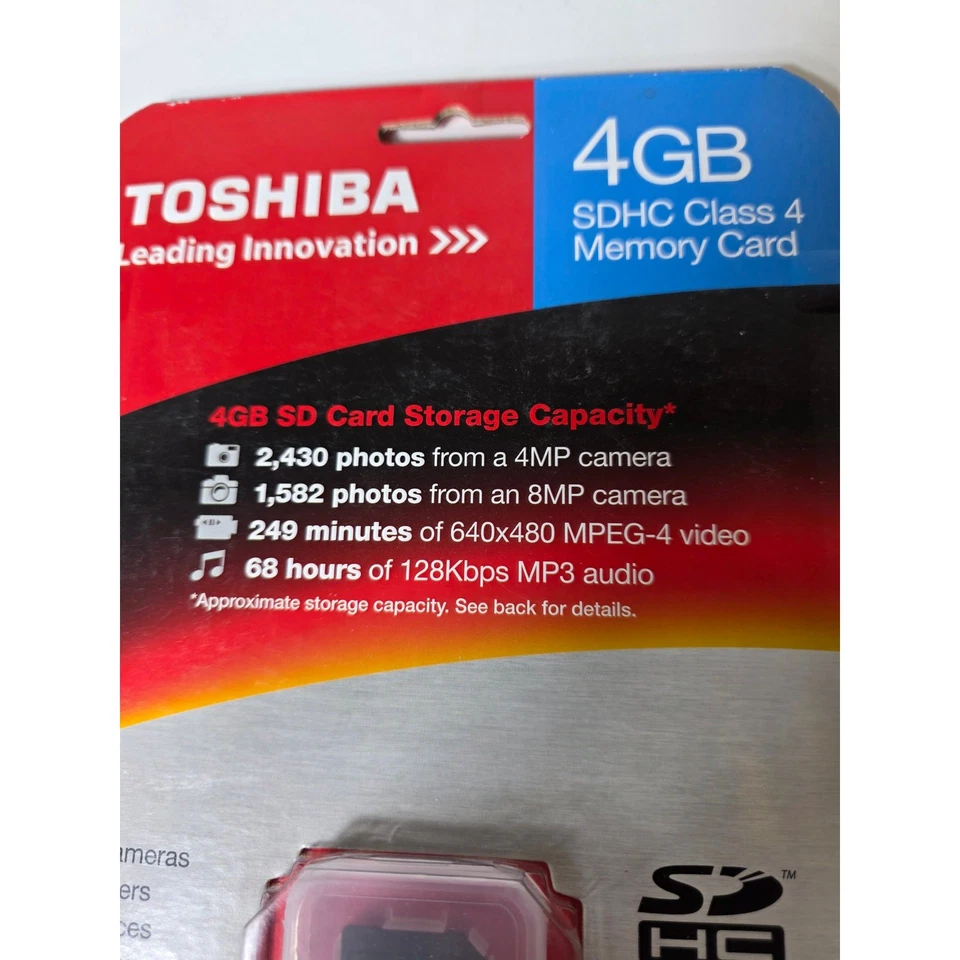 TOSHIBA
Leading Innovation >>>
4GB
SDHC Class 4
Memory Card
4GB SD Card Storage Capacity*
2,430 photos from a 4MP camera
1,582 photos from an 8MP camera
249 minutes of 640x480 MPEG-4 video
68 hours of 128Kbps MP3 audio
*Approximate storage capacity. See back for details.
ameras
ers
ces
SD™
HC